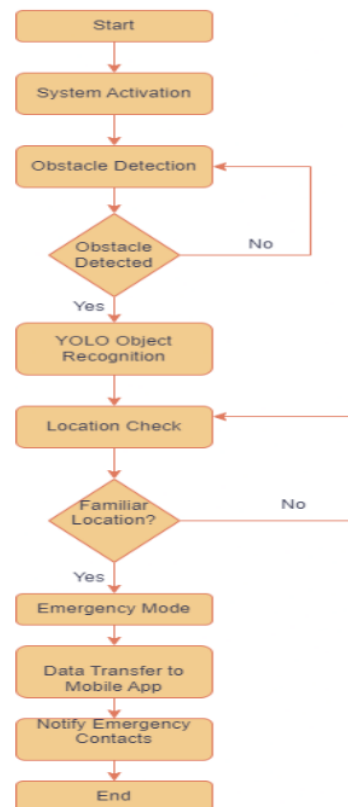 Start
System Activation
Obstacle Detection
Obstacle
Detected
No
Yes
YOLO Object
Recognition
Location Check
Familiar
Location?
No
Yes
Emergency Mode
Data Transfer to
Mobile App
Notify Emergency
Contacts
End